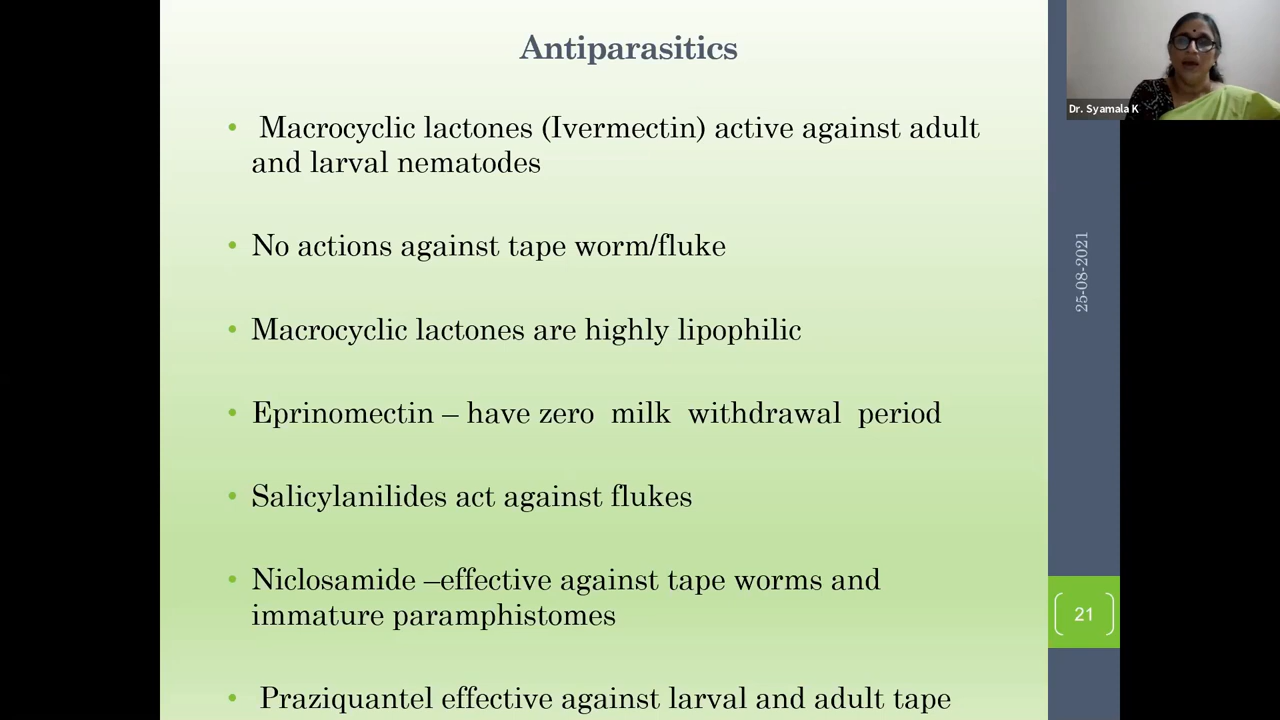 Antiparasitics
Dr. Syamala K
• Macrocyclic lactones (Ivermectin) active against adult
and larval nematodes
• No actions against tape worm/fluke
• Macrocyclic lactones are highly lipophilic
• Eprinomectin – have zero milk withdrawal period
• Salicylanilides act against flukes
• Niclosamide –effective against tape worms and
immature paramphistomes
• Praziquantel effective against larval and adult tape
25-08-2021
21